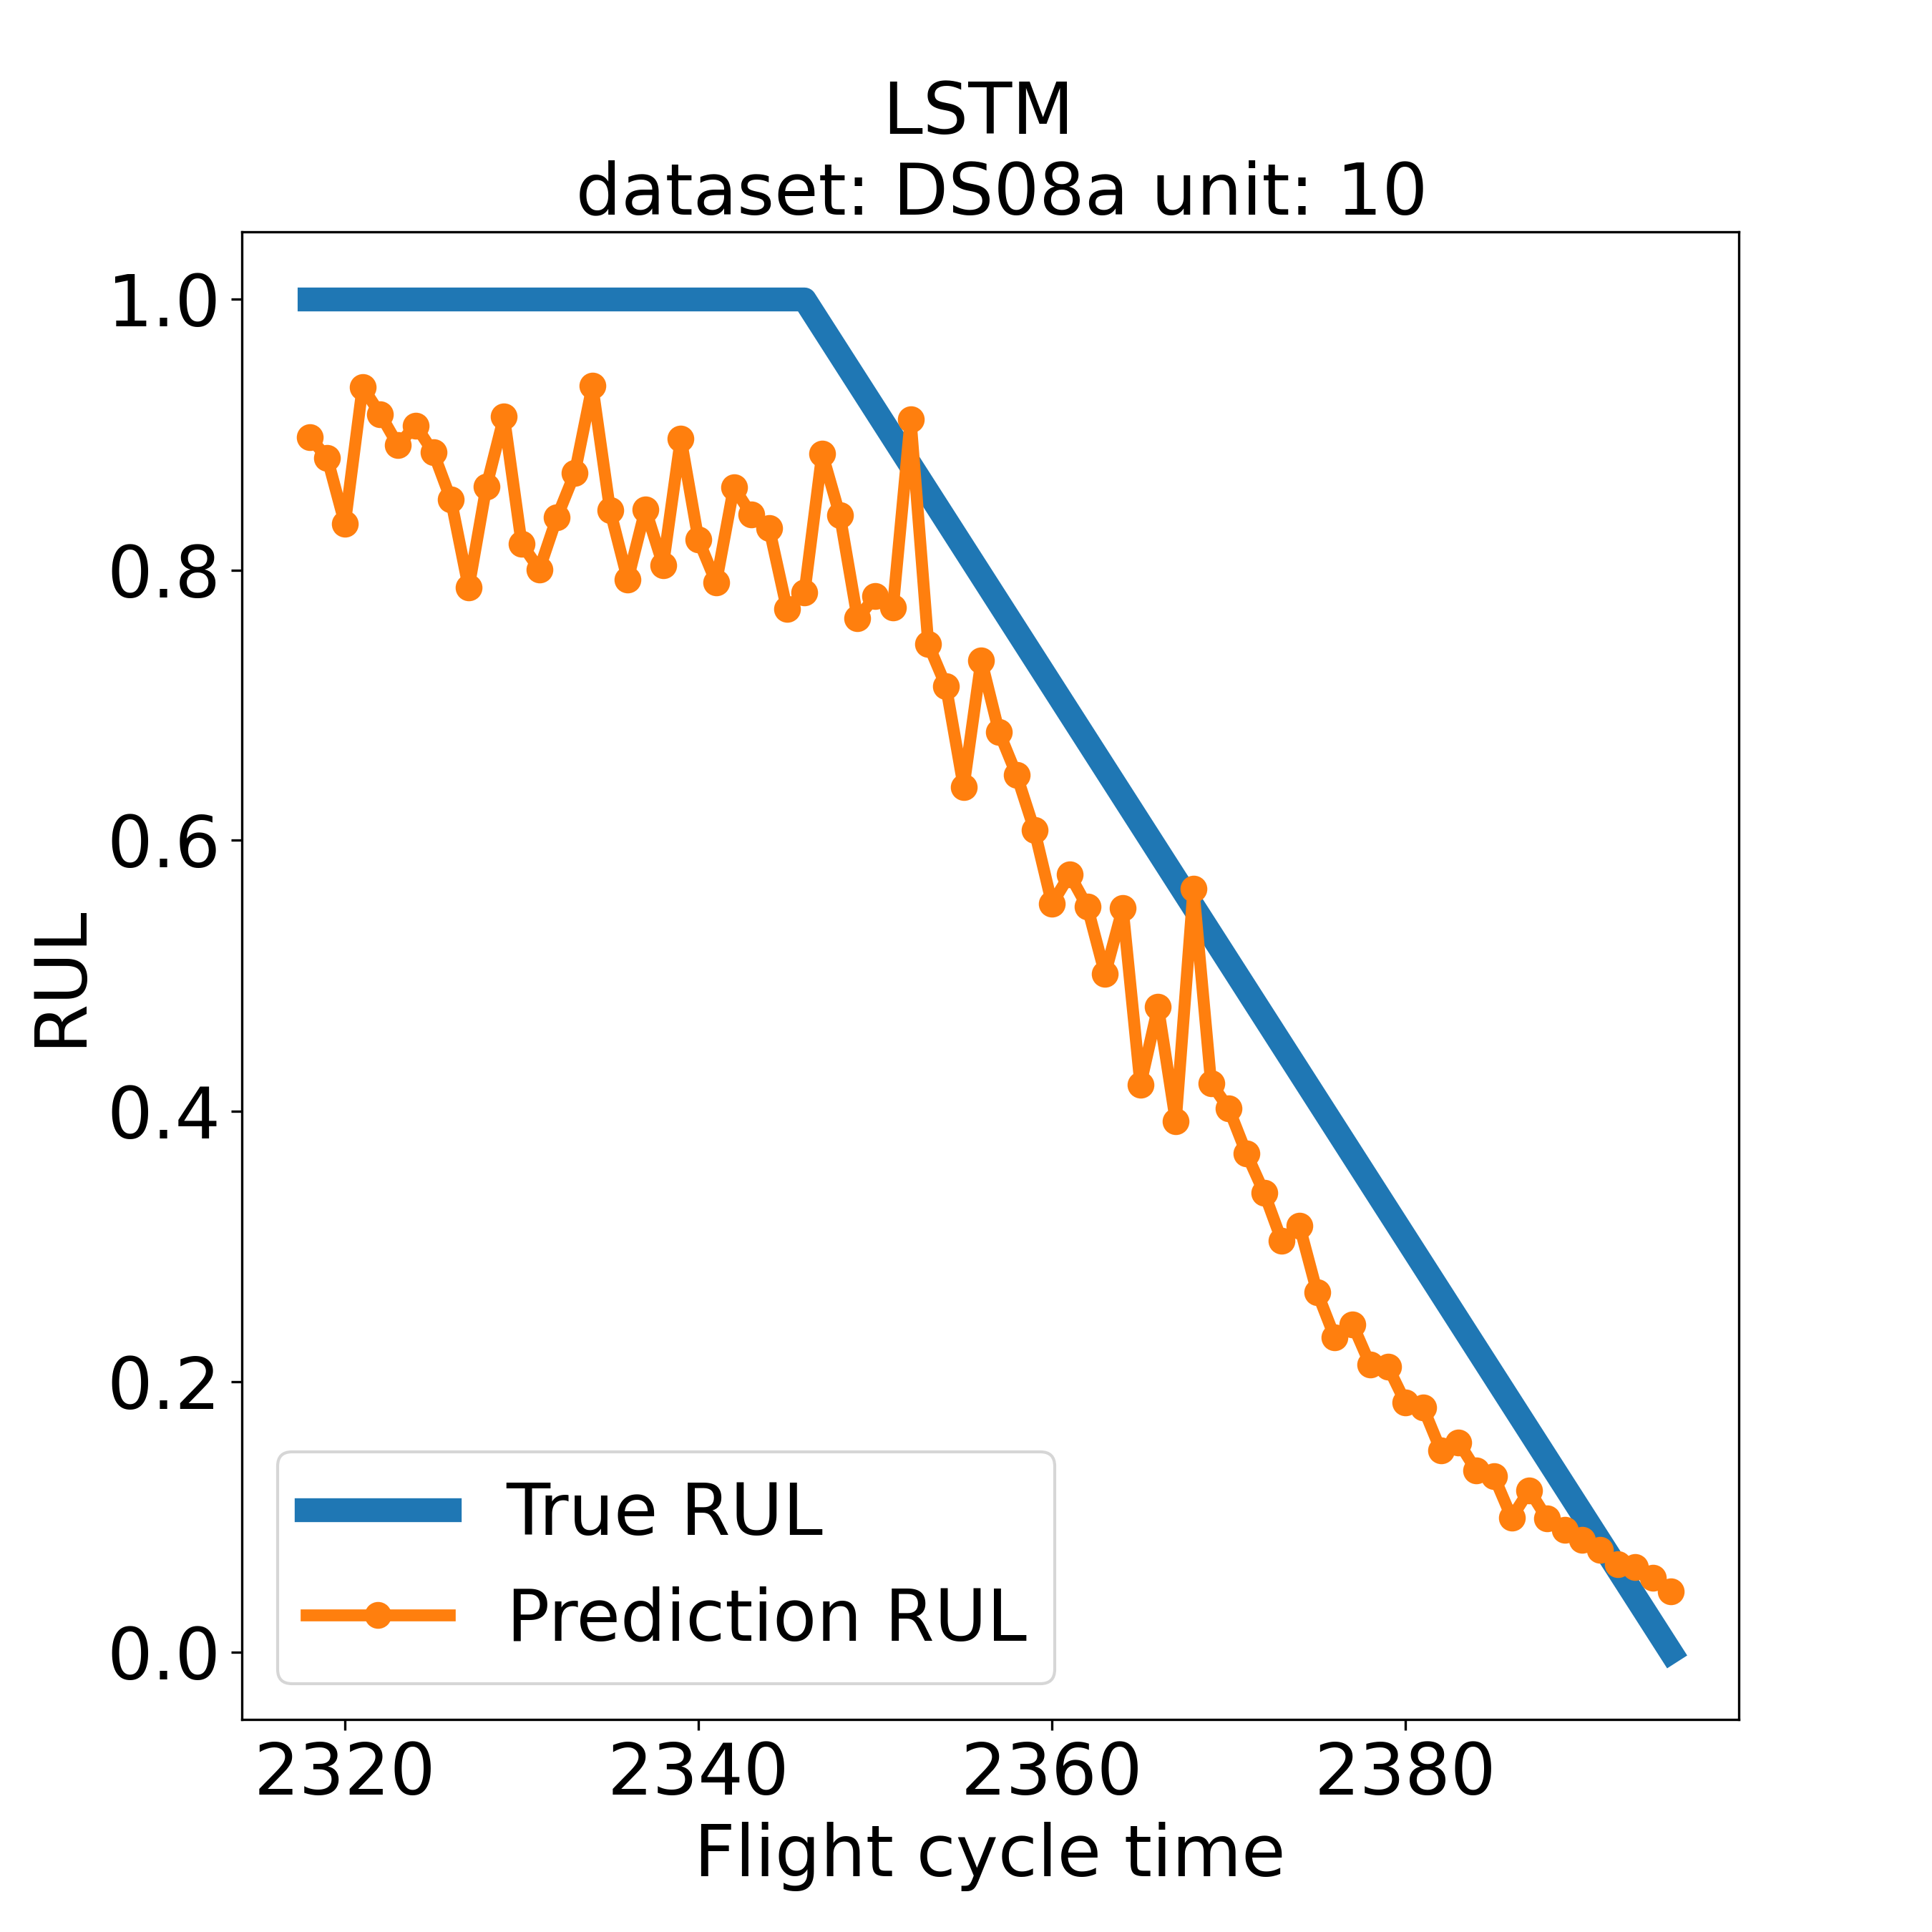 LSTM
dataset: DS08a unit: 10
1.0
0.8
0.6
0.4
0.2
0.0
RUL
True RUL
Prediction RUL
2320 2340 2360 2380
Flight cycle time